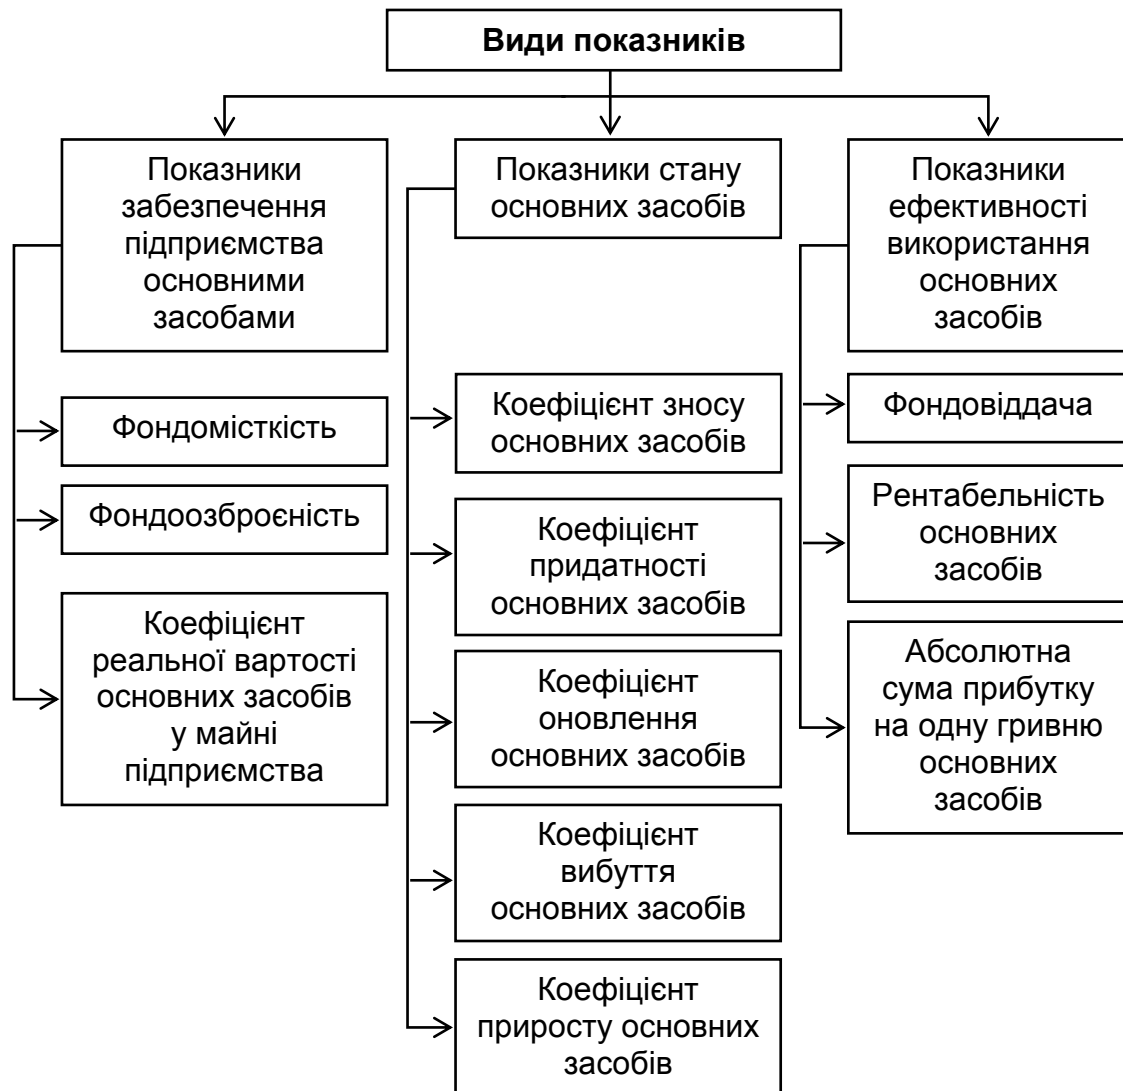 Види показників
Показники
забезпечення
підприємства
основними
засобами
Фондомісткість
Фондоозброєність
Коефіцієнт
реальної вартості
основних засобів
у майні
підприємства
Показники стану
основних засобів
Коефіцієнт зносу
основних засобів
Коефіцієнт
придатності
основних засобів
Коефіцієнт
оновлення
основних засобів
Коефіцієнт
вибуття
основних засобів
Коефіцієнт
приросту основних
засобів
Показники
ефективності
використання
основних
засобів
Фондовіддача
Рентабельність
основних
засобів
Абсолютна
сума прибутку
на одну гривню
основних
засобів